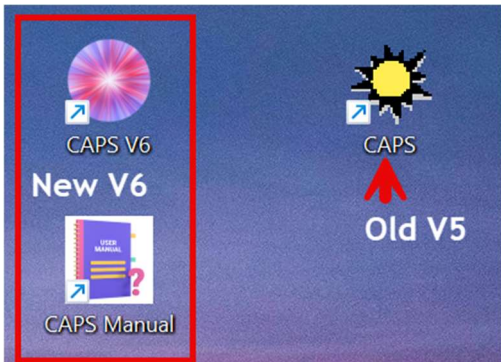 CAPS V6
CAPS
New V6
Old V5
USER
MANUAL
?
CAPS Manual